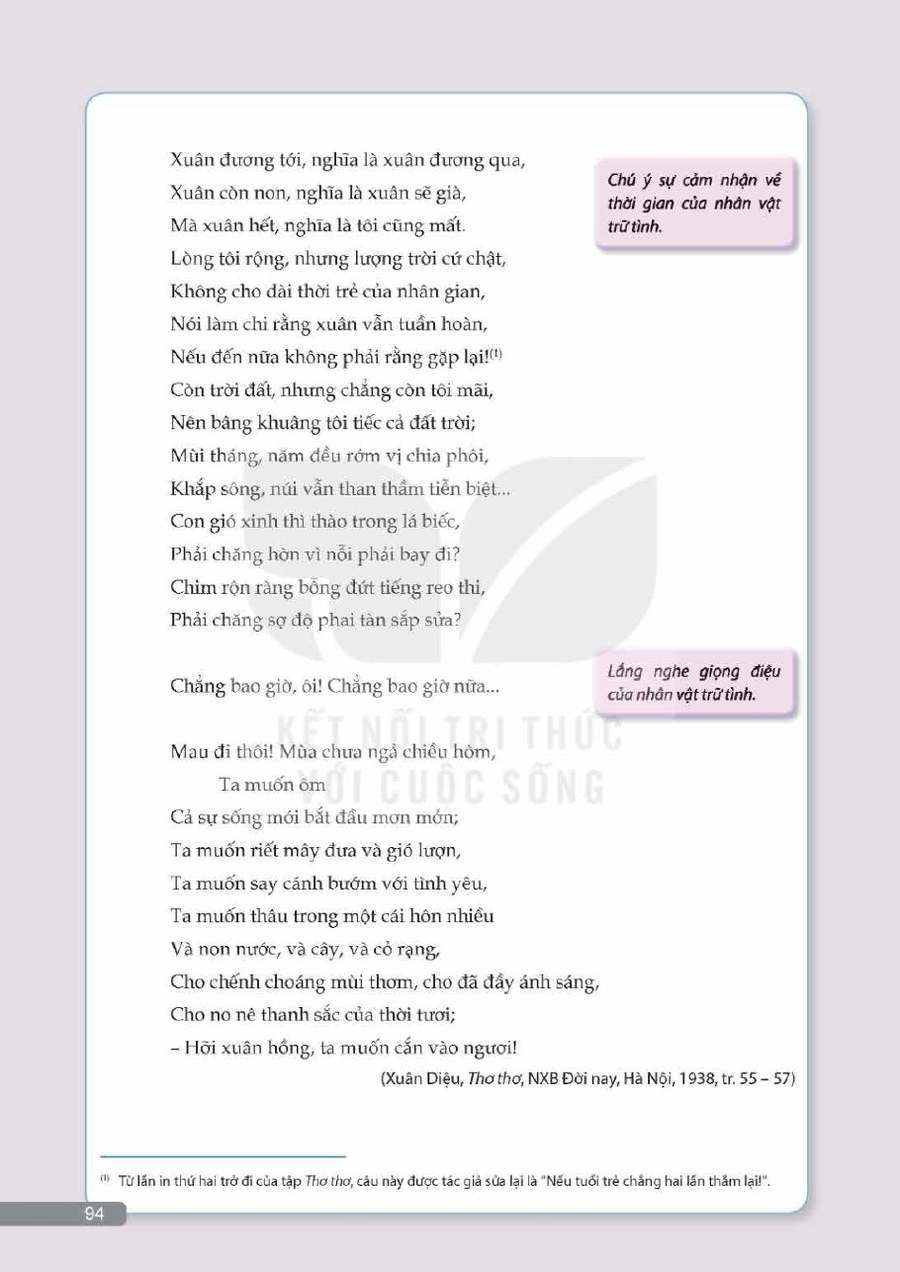 Xuân đương tới, nghĩa là xuân đương qua,
Xuân còn non, nghĩa là xuân sẽ già,
Mà xuân hết, nghĩa là tôi cũng mất.
Lòng tôi rộng, nhưng lượng trời cứ chật,
Không cho dài thời trẻ của nhân gian,
Nói làm chi rằng xuân vẫn tuần hoàn,
Nếu đến nữa không phải rằng gặp lại!(1)
Còn trời đất, nhưng chẳng còn tôi mãi,
Nên bâng khuâng tôi tiếc cả đất trời;
Mùi tháng, năm đều rớm vị chia phôi,
Khắp sông, núi vẫn than thầm tiễn biệt...
Con gió xinh thì thào trong lá biếc,
Phải chăng hờn vì nỗi phải bay đi?
Chim rộn ràng bỗng đứt tiếng reo thi,
Phải chăng sợ độ phai tàn sắp sửa?
Chẳng bao giờ, ôi! Chẳng bao giờ nữa...
Mau đi thôi! Mùa chưa ngả chiều hôm,
Ta muốn ôm
Cả sự sống mới bắt đầu mơn mởn;
Ta muốn riết mây đưa và gió lượn,
Ta muốn say cánh bướm với tình yêu,
Ta muốn thâu trong một cái hôn nhiều
Và non nước, và cây, và cỏ rạng,
Cho chếnh choáng mùi thơm, cho đã đầy ánh sáng,
Cho no nê thanh sắc của thời tươi;
– Hỡi xuân hồng, ta muốn cắn vào ngươi!
(Xuân Diệu, Thơ thơ, NXB Đời nay, Hà Nội, 1938, tr. 55 – 57)
Chú ý sự cảm nhận về
thời gian của nhân vật
trữ tình.
Lắng nghe giọng điệu
của nhân vật trữ tình.
KẾT NỐI TRI THỨC
VỚI CUỘC SỐNG
(1) Từ lần in thứ hai trở đi của tập Thơ thơ, câu này được tác giả sửa lại là “Nếu tuổi trẻ chẳng hai lần thắm lại!”.
94